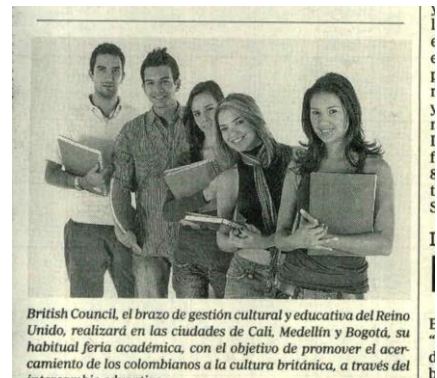 British Council, el brazo de gestión cultural y educativa del Reino
Unido, realizará en las ciudades de Cali, Medellín y Bogotá, su
habitual feria académica, con el objetivo de promover el acer-
camiento de los colombianos a la cultura británica, a través del